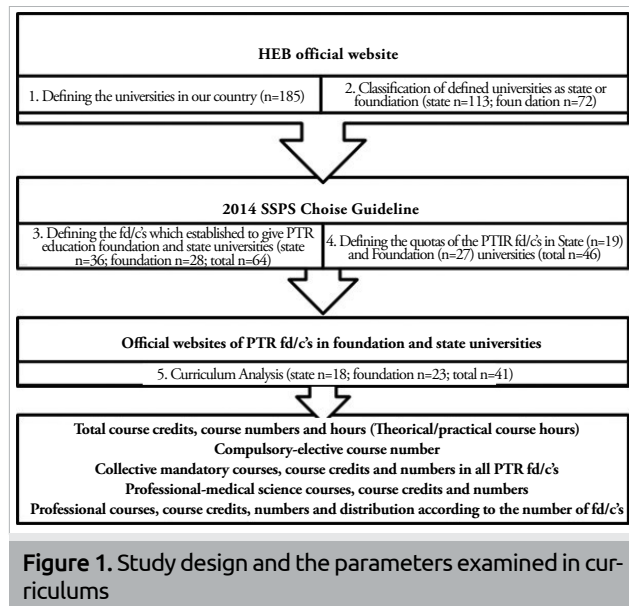 HEB official website
1. Defining the universities in our country (n=185)
2. Classification of defined universities as state or
foundiation (state n=113; foun dation n=72)
2014 SSPS Choise Guideline
3. Defining the fd/c's which established to give PTR
education foundation and state universities (state
n=36; foundation n=28; total n=64)
4. Defining the quotas of the PTIR fd/c's in State (n=19)
and Foundation (n=27) universities (total n=46)
Official websites of PTR fd/c's in foundation and state universities
5. Curriculum Analysis (state n=18; foundation n=23; total n=41)
Total course credits, course numbers and hours (Theorical/practical course hours)
Compulsory-elective course number
Collective mandatory courses, course credits and numbers in all PTR fd/c's
Professional-medical science courses, course credits and numbers
Professional courses, course credits, numbers and distribution according to the number of fd/c's
Figure 1. Study design and the parameters examined in cur-
riculums